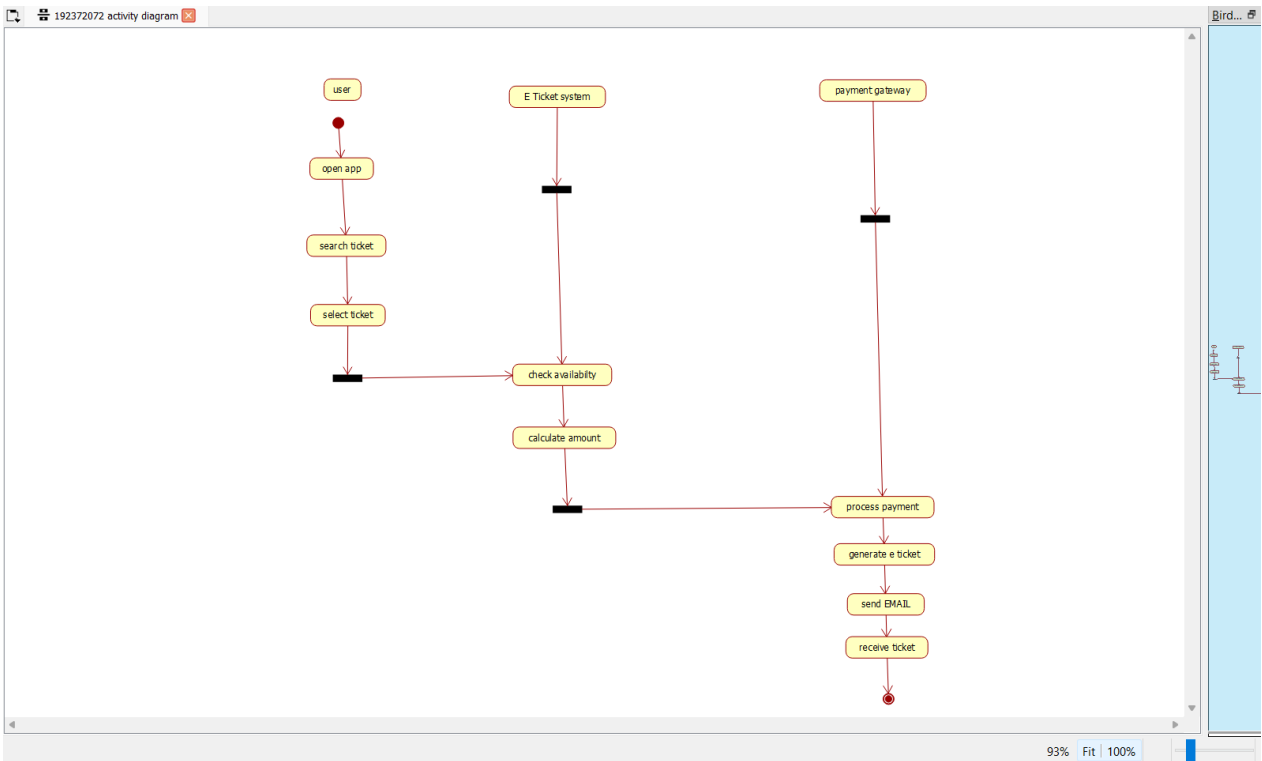 192372072 activity diagram
Bird...
user
E Ticket system
payment gateway
open app
search ticket
select ticket
check availabilty
calculate amount
process payment
generate e ticket
send EMAIL
receive ticket
93% Fit 100%